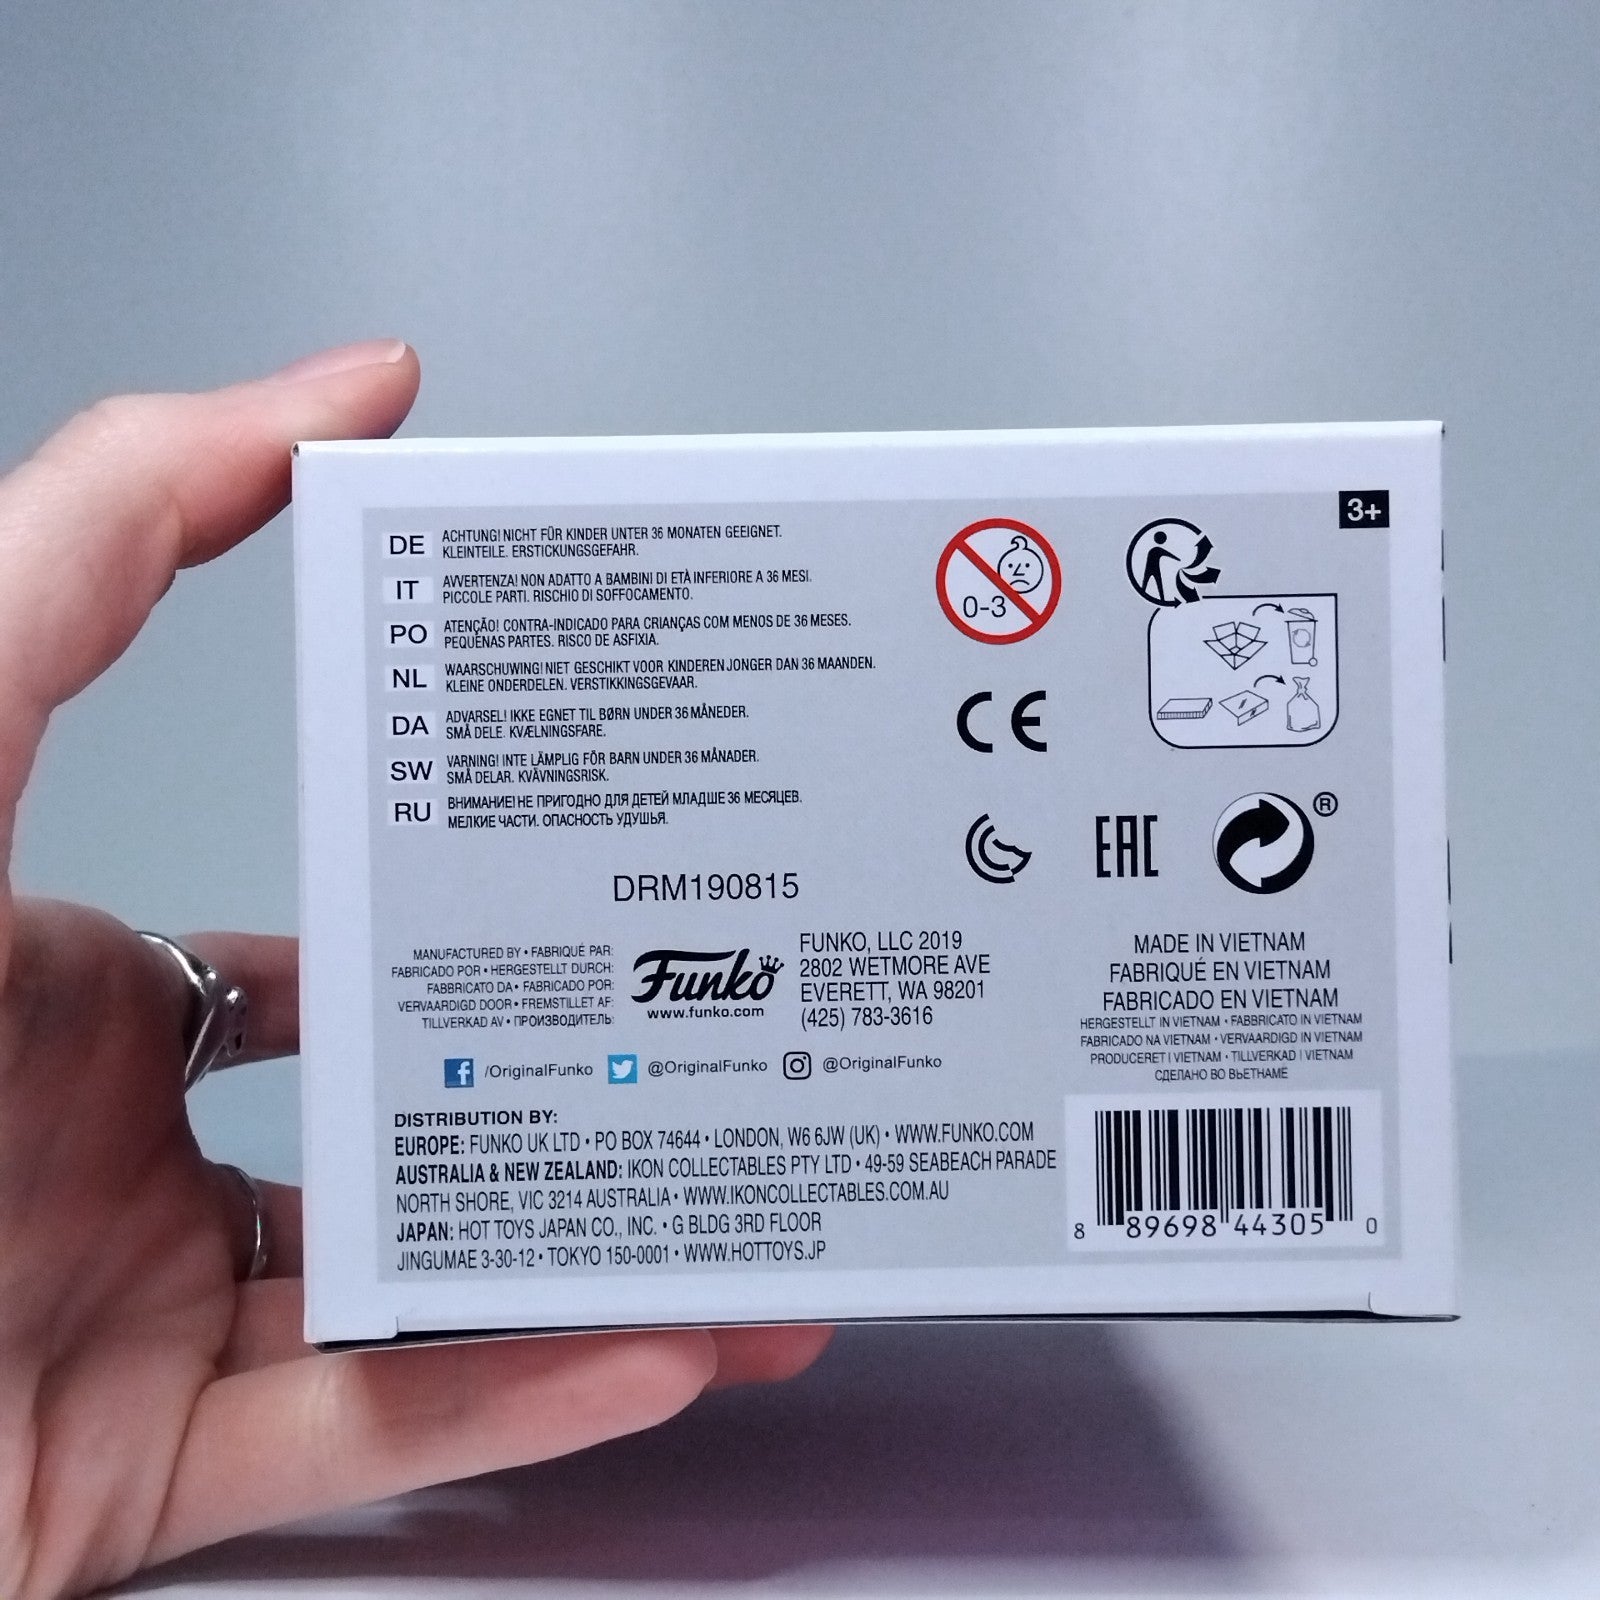 3+
DE
ACHTUNG! NICHT FÜR KINDER UNTER 36 MONATEN GEEIGNET.
KLEINTEILE. ERSTICKUNGSGEFAHR.
IT
AVVERTENZA! NON ADATTO A BAMBINI DI ETÀ INFERIORE A 36 MESI.
PICCOLE PARTI. RISCHIO DI SOFFOCAMENTO.
PO
ATENÇÃO! CONTRA-INDICADO PARA CRIANÇAS COM MENOS DE 36 MESES.
PEQUENAS PARTES. RISCO DE ASFIXIA.
NL
WAARSCHUWING! NIET GESCHIKT VOOR KINDEREN JONGER DAN 36 MAANDEN.
KLEINE ONDERDELEN. VERSTIKKINGSGEVAAR.
DA
ADVARSEL! IKKE EGNET TIL BØRN UNDER 36 MÅNEDER.
SMÅ DELE. KVÆLNINGSFARE.
SW
VARNING! INTE LÄMPLIG FÖR BARN UNDER 36 MÅNADER.
SMÅ DELAR. KVÄVNINGSRISK.
RU
ВНИМАНИЕ! НЕ ПРИГОДНО ДЛЯ ДЕТЕЙ МЛАДШЕ 36 МЕСЯЦЕВ.
МЕЛКИЕ ЧАСТИ. ОПАСНОСТЬ УДУШЬЯ.
0-3
CE
EAC
®
DRM190815
MANUFACTURED BY • FABRIQUÉ PAR:
FABRICADO POR • HERGESTELLT DURCH:
FABBRICATO DA • FABRICADO POR:
VERVAARDIGD DOOR • FREMSTILLET AF:
TILLVERKAD AV • ПРОИЗВОДИТЕЛЬ:
Funko
www.funko.com
FUNKO, LLC 2019
2802 WETMORE AVE
EVERETT, WA 98201
(425) 783-3616
MADE IN VIETNAM
FABRIQUÉ EN VIETNAM
FABRICADO EN VIETNAM
HERGESTELLT IN VIETNAM • FABBRICATO IN VIETNAM
FABRICADO NA VIETNAM • VERVAARDIGD IN VIETNAM
PRODUCERET I VIETNAM • TILLVERKAD I VIETNAM
СДЕЛАНО ВО ВЬЕТНАМЕ
/OriginalFunko @OriginalFunko @OriginalFunko
DISTRIBUTION BY:
EUROPE: FUNKO UK LTD • PO BOX 74644 • LONDON, W6 6JW (UK) • WWW.FUNKO.COM
AUSTRALIA & NEW ZEALAND: IKON COLLECTABLES PTY LTD • 49-59 SEABEACH PARADE
NORTH SHORE, VIC 3214 AUSTRALIA • WWW.IKONCOLLECTABLES.COM.AU
JAPAN: HOT TOYS JAPAN CO., INC. • G BLDG 3RD FLOOR
JINGUMAE 3-30-12 • TOKYO 150-0001 • WWW.HOTTOYS.JP
8 89698 44305 0